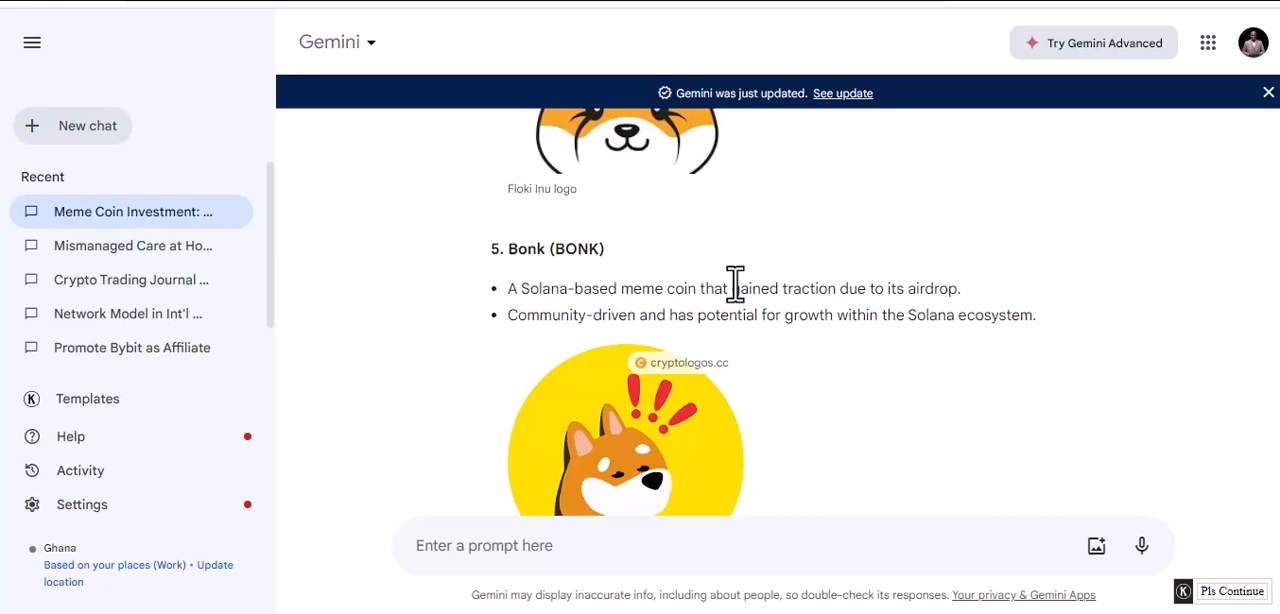 Gemini
Try Gemini Advanced
Gemini was just updated. See update
New chat
Recent
Meme Coin Investment: ...
Mismanaged Care at Ho...
Crypto Trading Journal ...
Network Model in Int'l ...
Promote Bybit as Affiliate
Templates
Help
Activity
Settings
Ghana
Based on your places (Work) • Update
location
Floki Inu logo
5. Bonk (BONK)
• A Solana-based meme coin that gained traction due to its airdrop.
• Community-driven and has potential for growth within the Solana ecosystem.
cryptologos.cc
Enter a prompt here
Gemini may display inaccurate info, including about people, so double-check its responses. Your privacy & Gemini Apps
K Pls Continue